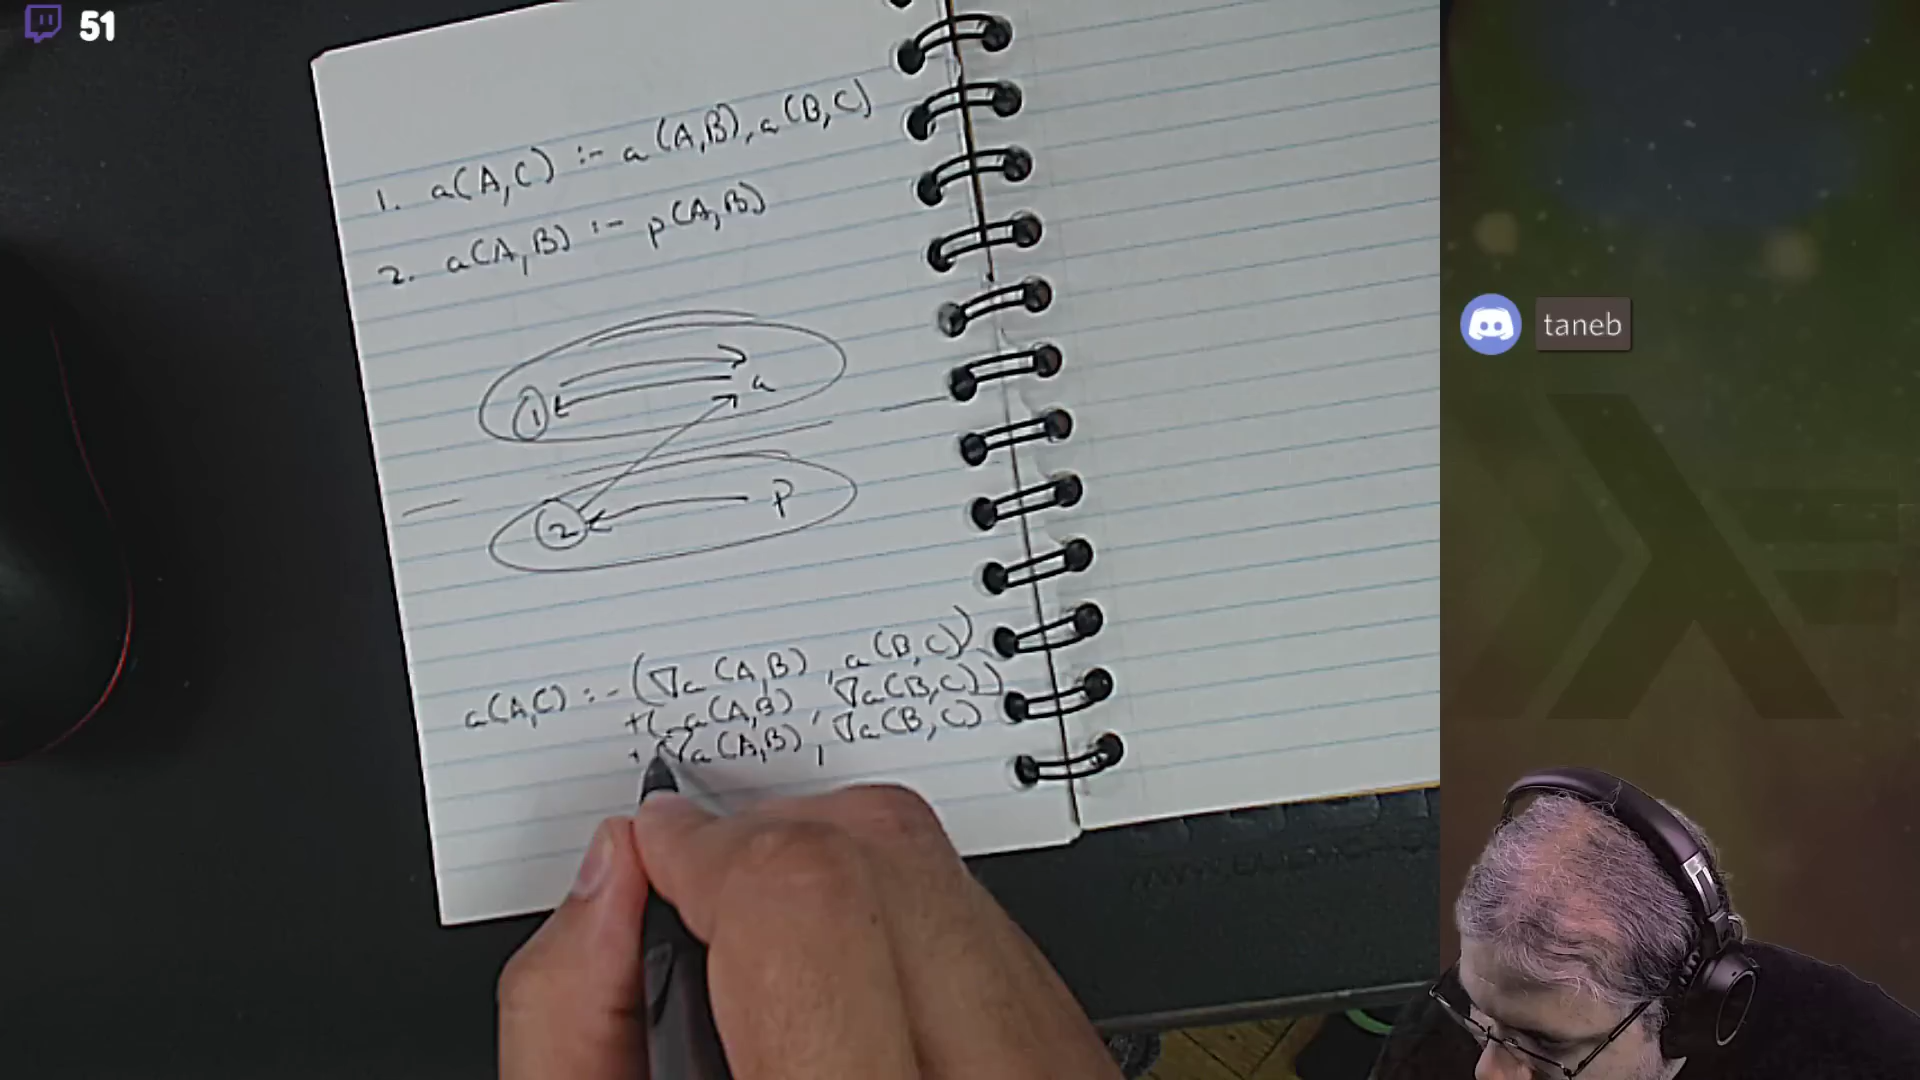 51
1. a(A,C) :- a(A,B), a(B,C)
2. a(A,B) :- p(A,B)
1 a
2 p
a(A,C) :- (∇a(A,B), a(B,C))
+( a(A,B), ∇a(B,C))
+ ∇a(A,B), ∇a(B,C)
taneb